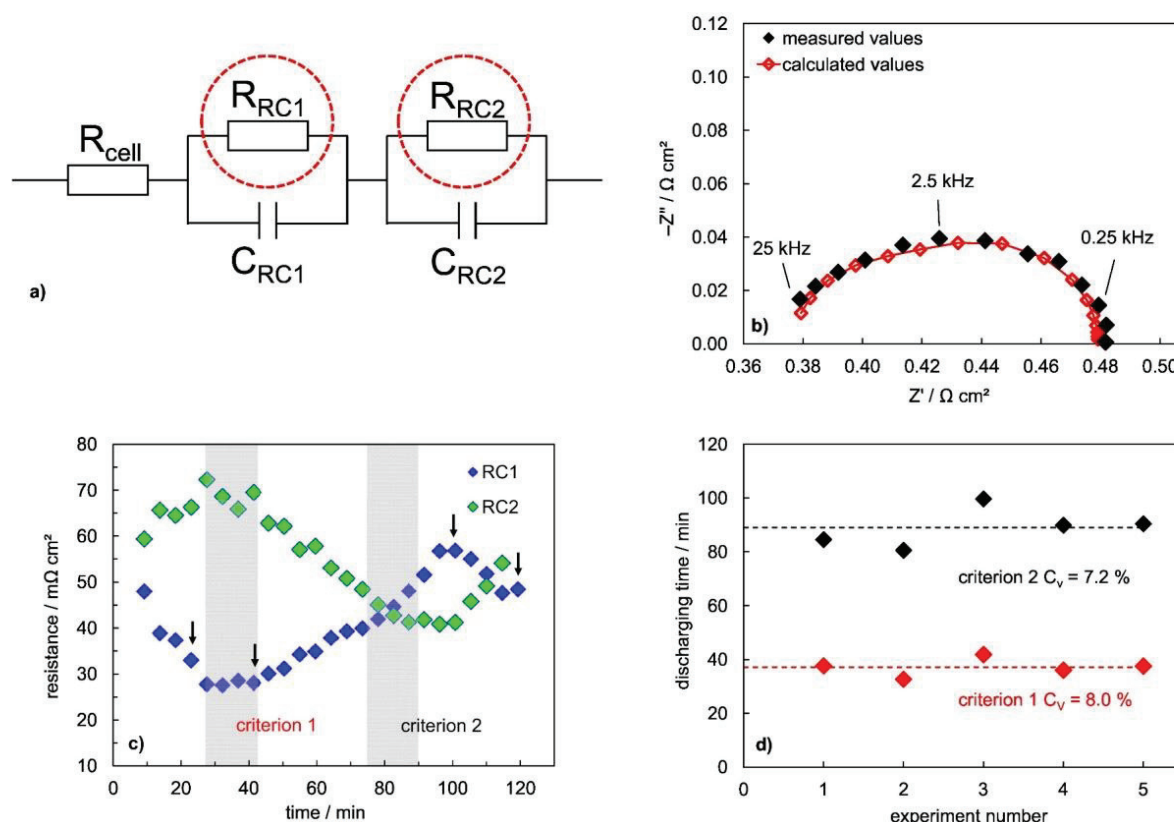 R_cell
R_RC1
R_RC2
C_RC1
C_RC2
a)
0.12
0.10
0.08
0.06
0.04
0.02
0.00
–Z" / Ω cm²
measured values
calculated values
25 kHz
2.5 kHz
0.25 kHz
b)
0.36 0.38 0.40 0.42 0.44 0.46 0.48 0.50
Z' / Ω cm²
80
70
60
50
40
30
20
10
resistance / mΩ cm²
RC1
RC2
criterion 1
criterion 2
c)
0 20 40 60 80 100 120
time / min
120
100
80
60
40
20
0
discharging time / min
criterion 2 C_v = 7.2 %
criterion 1 C_v = 8.0 %
d)
1 2 3 4 5
experiment number